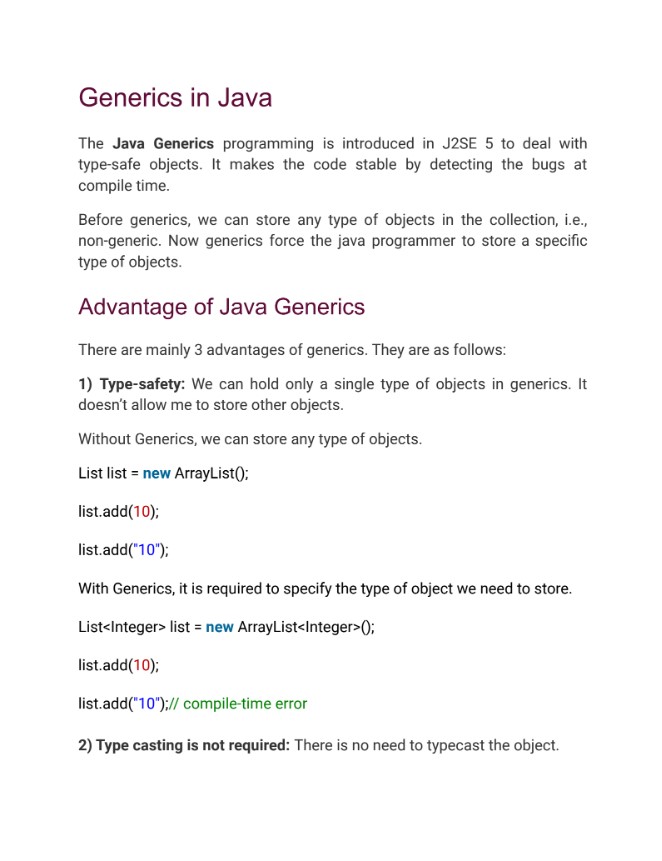 Generics in Java
The Java Generics programming is introduced in J2SE 5 to deal with
type-safe objects. It makes the code stable by detecting the bugs at
compile time.
Before generics, we can store any type of objects in the collection, i.e.,
non-generic. Now generics force the java programmer to store a specific
type of objects.
Advantage of Java Generics
There are mainly 3 advantages of generics. They are as follows:
1) Type-safety: We can hold only a single type of objects in generics. It
doesn't allow me to store other objects.
Without Generics, we can store any type of objects.
List list = new ArrayList();
list.add(10);
list.add("10");
With Generics, it is required to specify the type of object we need to store.
List<Integer> list = new ArrayList<Integer>();
list.add(10);
list.add("10");// compile-time error
2) Type casting is not required: There is no need to typecast the object.